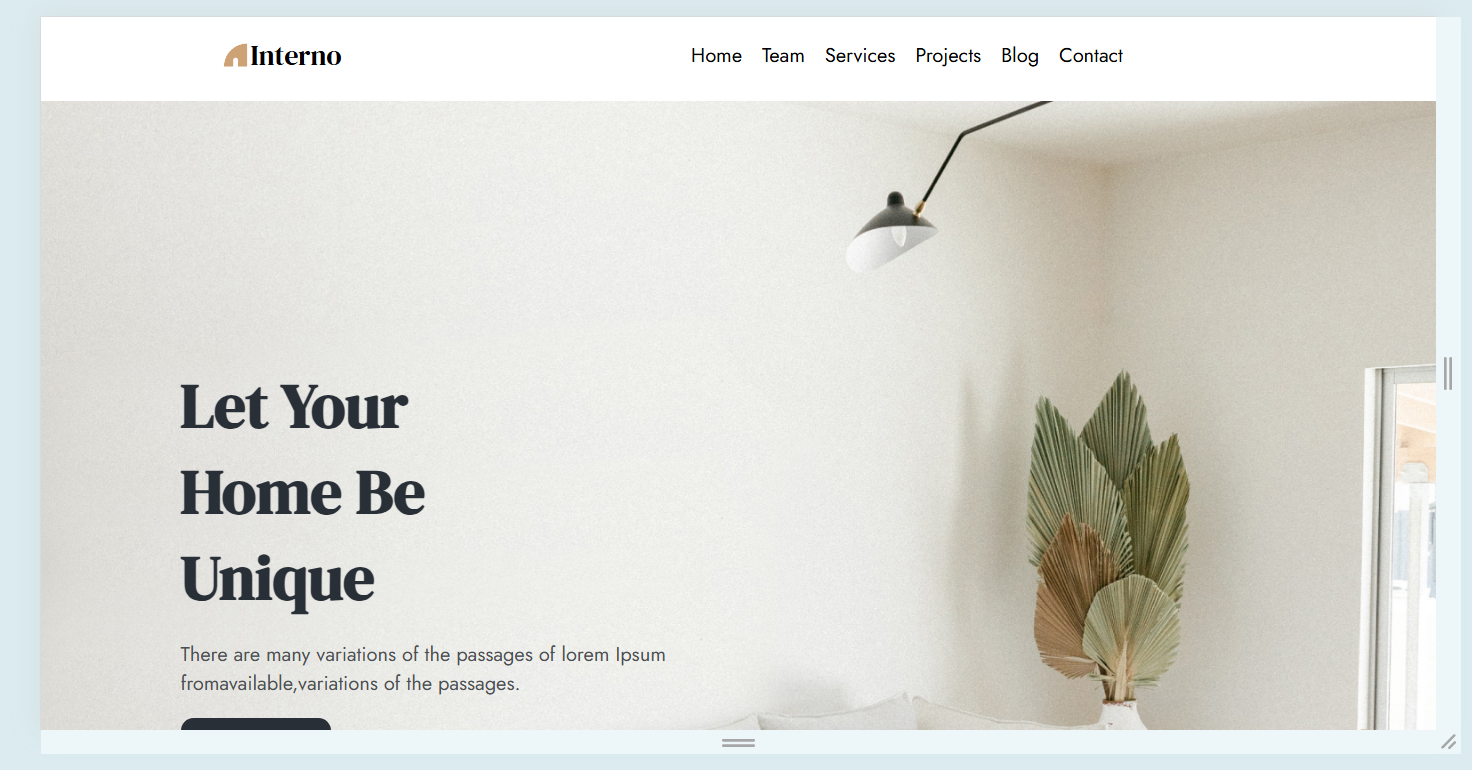 Interno
Home Team Services Projects Blog Contact
Let Your
Home Be
Unique
There are many variations of the passages of lorem Ipsum
fromavailable,variations of the passages.